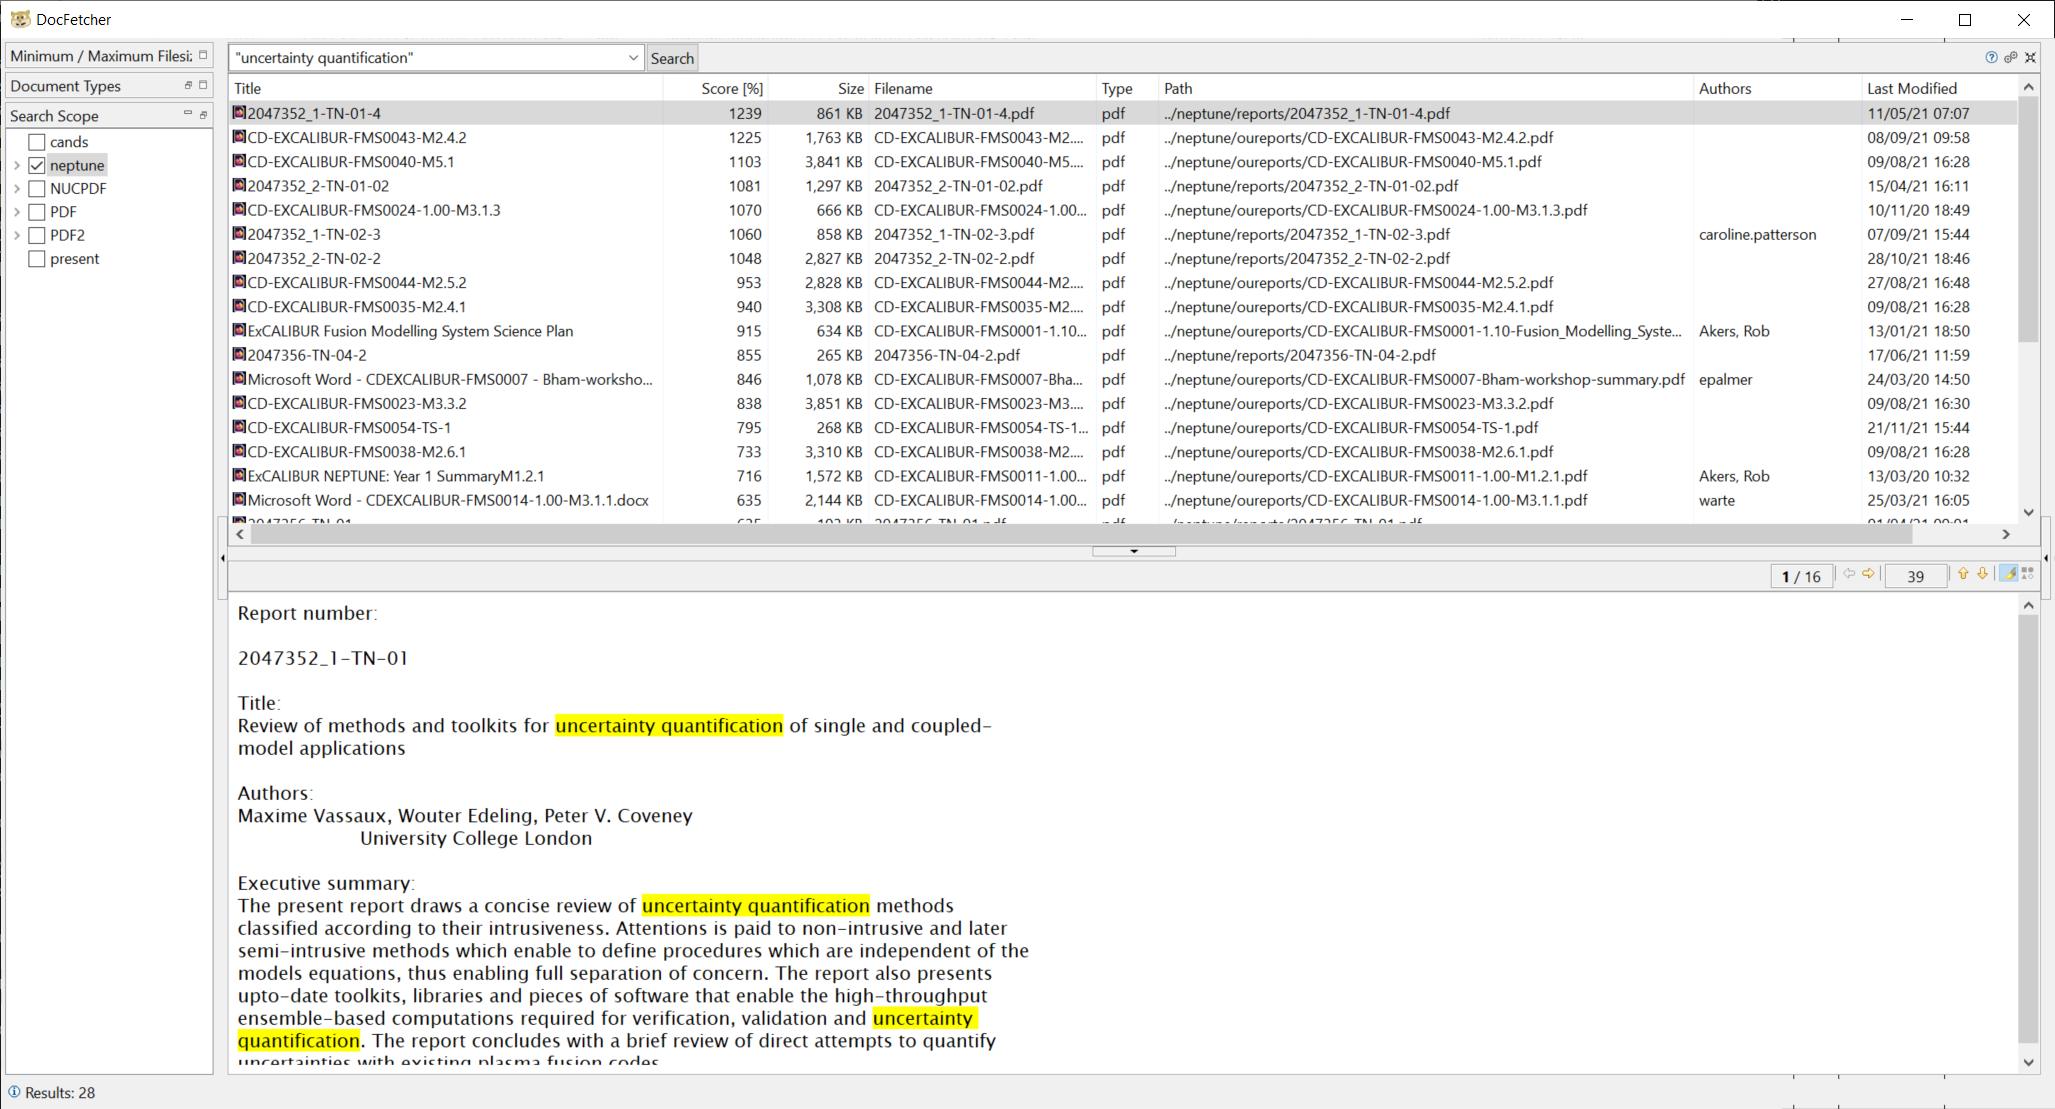 DocFetcher
Minimum / Maximum Filesiz
Document Types
Search Scope
cands
neptune
NUCPDF
PDF
PDF2
present
"uncertainty quantification"
Search
Title Score [%] Size Filename Type Path Authors Last Modified
2047352_1-TN-01-4 1239 861 KB 2047352_1-TN-01-4.pdf pdf ../neptune/reports/2047352_1-TN-01-4.pdf 11/05/21 07:07
CD-EXCALIBUR-FMS0043-M2.4.2 1225 1,763 KB CD-EXCALIBUR-FMS0043-M2.... pdf ../neptune/oureports/CD-EXCALIBUR-FMS0043-M2.4.2.pdf 08/09/21 09:58
CD-EXCALIBUR-FMS0040-M5.1 1103 3,841 KB CD-EXCALIBUR-FMS0040-M5.... pdf ../neptune/oureports/CD-EXCALIBUR-FMS0040-M5.1.pdf 09/08/21 16:28
2047352_2-TN-01-02 1081 1,297 KB 2047352_2-TN-01-02.pdf pdf ../neptune/reports/2047352_2-TN-01-02.pdf 15/04/21 16:11
CD-EXCALIBUR-FMS0024-1.00-M3.1.3 1070 666 KB CD-EXCALIBUR-FMS0024-1.00... pdf ../neptune/oureports/CD-EXCALIBUR-FMS0024-1.00-M3.1.3.pdf 10/11/20 18:49
2047352_1-TN-02-3 1060 858 KB 2047352_1-TN-02-3.pdf pdf ../neptune/reports/2047352_1-TN-02-3.pdf caroline.patterson 07/09/21 15:44
2047352_2-TN-02-2 1048 2,827 KB 2047352_2-TN-02-2.pdf pdf ../neptune/reports/2047352_2-TN-02-2.pdf 28/10/21 18:46
CD-EXCALIBUR-FMS0044-M2.5.2 953 2,828 KB CD-EXCALIBUR-FMS0044-M2.... pdf ../neptune/oureports/CD-EXCALIBUR-FMS0044-M2.5.2.pdf 27/08/21 16:48
CD-EXCALIBUR-FMS0035-M2.4.1 940 3,308 KB CD-EXCALIBUR-FMS0035-M2.... pdf ../neptune/oureports/CD-EXCALIBUR-FMS0035-M2.4.1.pdf 09/08/21 16:28
ExCALIBUR Fusion Modelling System Science Plan 915 634 KB CD-EXCALIBUR-FMS0001-1.10... pdf ../neptune/oureports/CD-EXCALIBUR-FMS0001-1.10-Fusion_Modelling_Syste... Akers, Rob 13/01/21 18:50
2047356-TN-04-2 855 265 KB 2047356-TN-04-2.pdf pdf ../neptune/reports/2047356-TN-04-2.pdf 17/06/21 11:59
Microsoft Word - CDEXCALIBUR-FMS0007 - Bham-worksho... 846 1,078 KB CD-EXCALIBUR-FMS0007-Bha... pdf ../neptune/oureports/CD-EXCALIBUR-FMS0007-Bham-workshop-summary.pdf epalmer 24/03/20 14:50
CD-EXCALIBUR-FMS0023-M3.3.2 838 3,851 KB CD-EXCALIBUR-FMS0023-M3.... pdf ../neptune/oureports/CD-EXCALIBUR-FMS0023-M3.3.2.pdf 09/08/21 16:30
CD-EXCALIBUR-FMS0054-TS-1 795 268 KB CD-EXCALIBUR-FMS0054-TS-1... pdf ../neptune/oureports/CD-EXCALIBUR-FMS0054-TS-1.pdf 21/11/21 15:44
CD-EXCALIBUR-FMS0038-M2.6.1 733 3,310 KB CD-EXCALIBUR-FMS0038-M2.... pdf ../neptune/oureports/CD-EXCALIBUR-FMS0038-M2.6.1.pdf 09/08/21 16:28
ExCALIBUR NEPTUNE: Year 1 SummaryM1.2.1 716 1,572 KB CD-EXCALIBUR-FMS0011-1.00... pdf ../neptune/oureports/CD-EXCALIBUR-FMS0011-1.00-M1.2.1.pdf Akers, Rob 13/03/20 10:32
Microsoft Word - CDEXCALIBUR-FMS0014-1.00-M3.1.1.docx 635 2,144 KB CD-EXCALIBUR-FMS0014-1.00... pdf ../neptune/oureports/CD-EXCALIBUR-FMS0014-1.00-M3.1.1.pdf warte 25/03/21 16:05
1 / 16
39
Report number:
2047352_1-TN-01
Title:
Review of methods and toolkits for uncertainty quantification of single and coupled-
model applications
Authors:
Maxime Vassaux, Wouter Edeling, Peter V. Coveney
University College London
Executive summary:
The present report draws a concise review of uncertainty quantification methods
classified according to their intrusiveness. Attentions is paid to non-intrusive and later
semi-intrusive methods which enable to define procedures which are independent of the
models equations, thus enabling full separation of concern. The report also presents
upto-date toolkits, libraries and pieces of software that enable the high-throughput
ensemble-based computations required for verification, validation and uncertainty
quantification. The report concludes with a brief review of direct attempts to quantify
uncertainties with existing plasma fusion codes
Results: 28